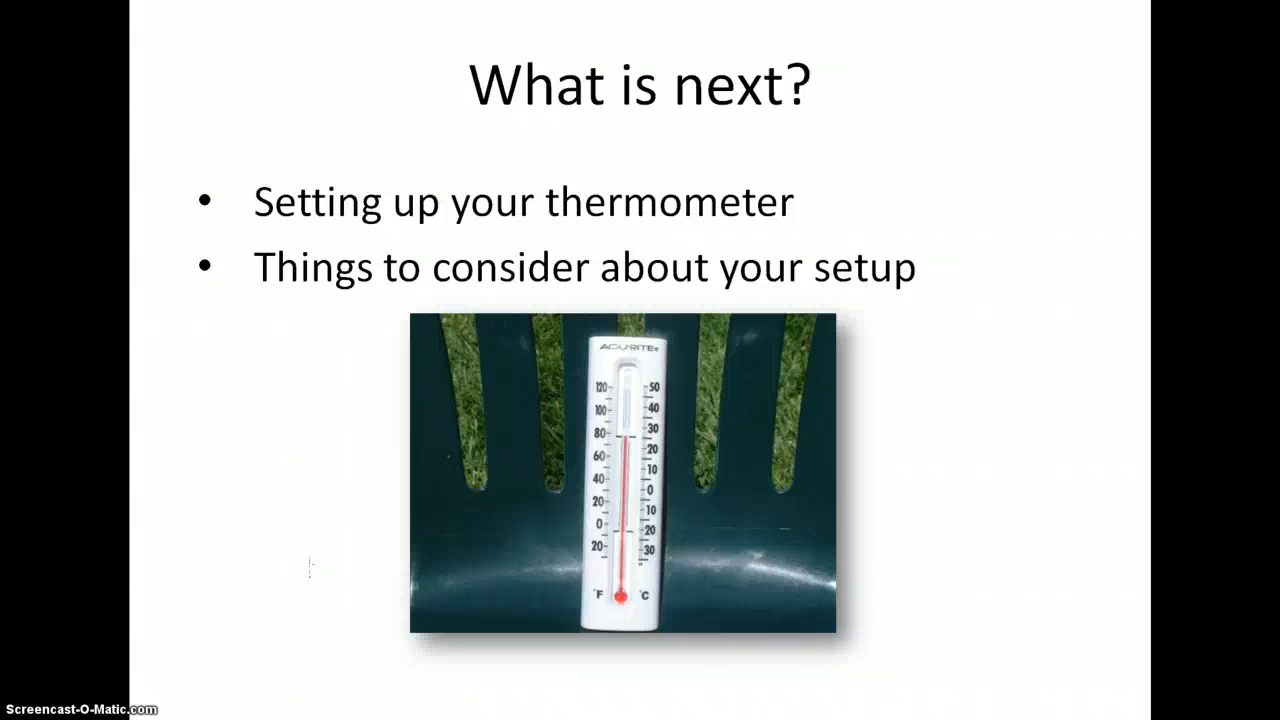 What is next?
• Setting up your thermometer
• Things to consider about your setup
ACU·RITE®
120 50
100 40
80 30
60 20
40 10
20 0
0 10
20 20
30
°F °C
Screencast-O-Matic.com